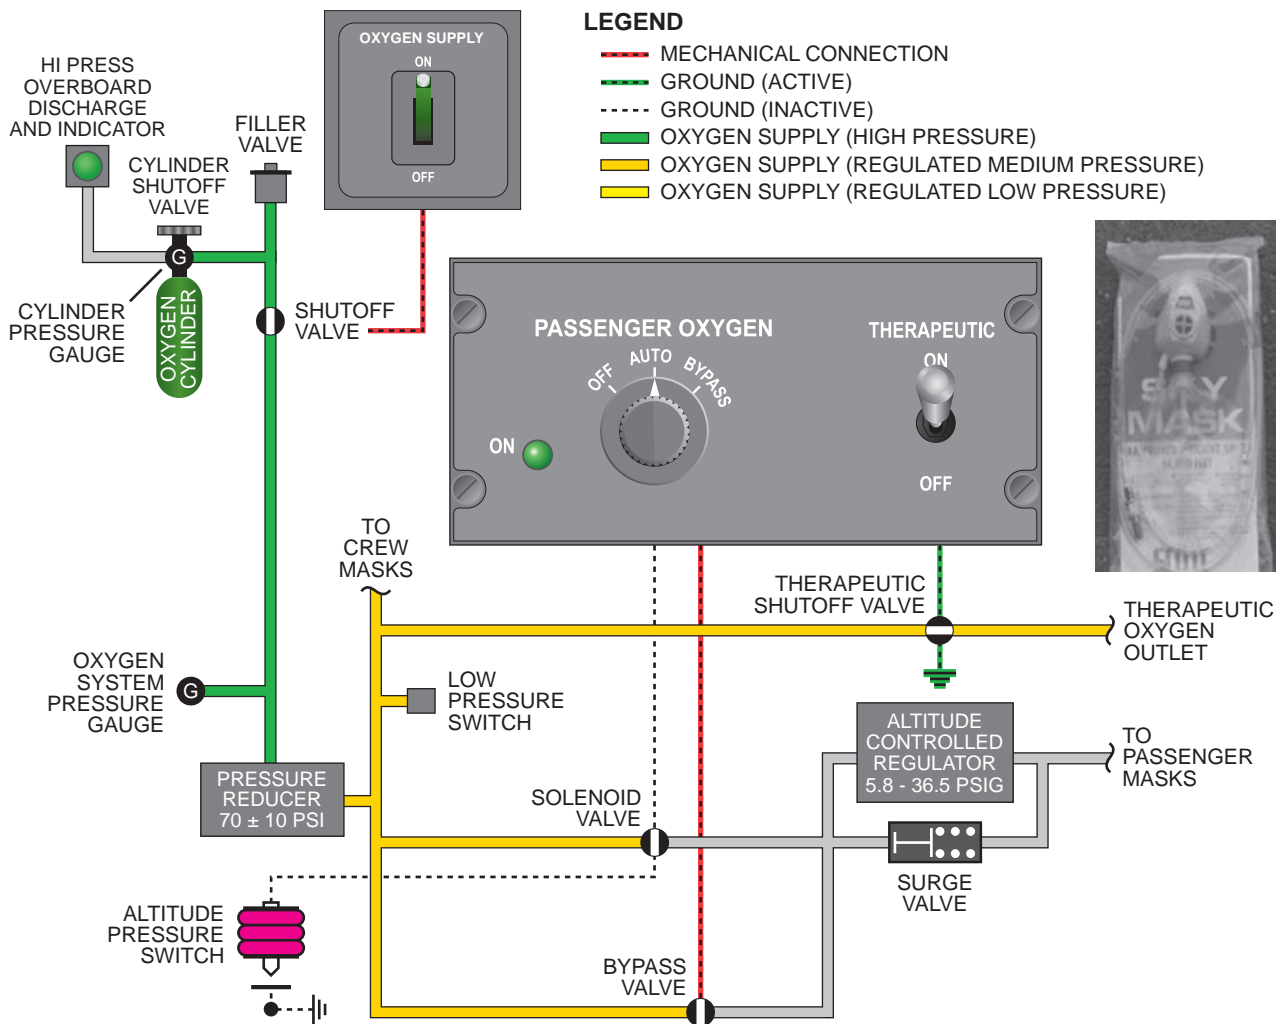 LEGEND
MECHANICAL CONNECTION
GROUND (ACTIVE)
GROUND (INACTIVE)
OXYGEN SUPPLY (HIGH PRESSURE)
OXYGEN SUPPLY (REGULATED MEDIUM PRESSURE)
OXYGEN SUPPLY (REGULATED LOW PRESSURE)
OXYGEN SUPPLY
ON
OFF
HI PRESS
OVERBOARD
DISCHARGE
AND INDICATOR
FILLER
VALVE
CYLINDER
SHUTOFF
VALVE
G
CYLINDER
PRESSURE
GAUGE
OXYGEN
CYLINDER
SHUTOFF
VALVE
PASSENGER OXYGEN
OFF
AUTO
BYPASS
ON
THERAPEUTIC
ON
OFF
SKY
MASK
TO
CREW
MASKS
THERAPEUTIC
SHUTOFF VALVE
THERAPEUTIC
OXYGEN
OUTLET
OXYGEN
SYSTEM
PRESSURE
GAUGE
G
LOW
PRESSURE
SWITCH
PRESSURE
REDUCER
70 ± 10 PSI
ALTITUDE
CONTROLLED
REGULATOR
5.8 - 36.5 PSIG
TO
PASSENGER
MASKS
SOLENOID
VALVE
SURGE
VALVE
ALTITUDE
PRESSURE
SWITCH
BYPASS
VALVE